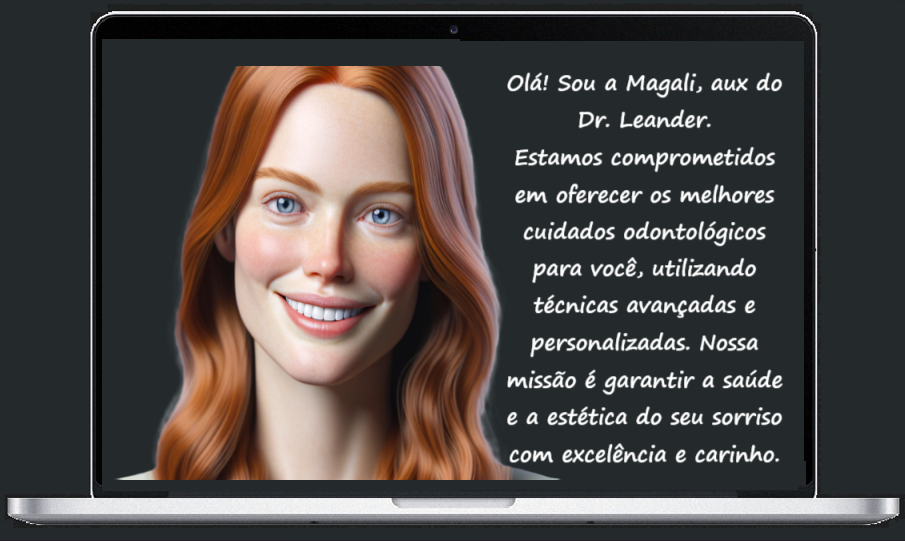 Olá! Sou a Magali, aux do
Dr. Leander.
Estamos comprometidos
em oferecer os melhores
cuidados odontológicos
para você, utilizando
técnicas avançadas e
personalizadas. Nossa
missão é garantir a saúde
e a estética do seu sorriso
com excelência e carinho.